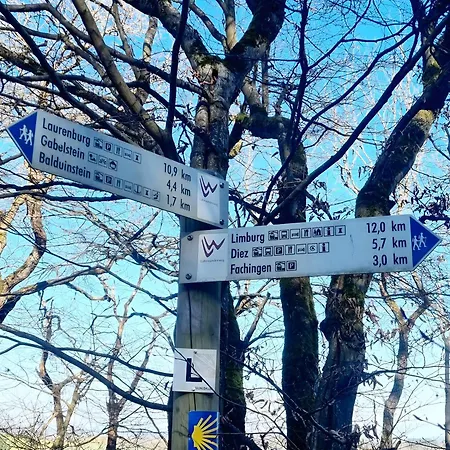 Laurenburg 10,9 km
Gabelstein 4,4 km
Balduinstein 1,7 km
W
Limburg 12,0 km
Diez 5,7 km
Fachingen 3,0 km
W
L